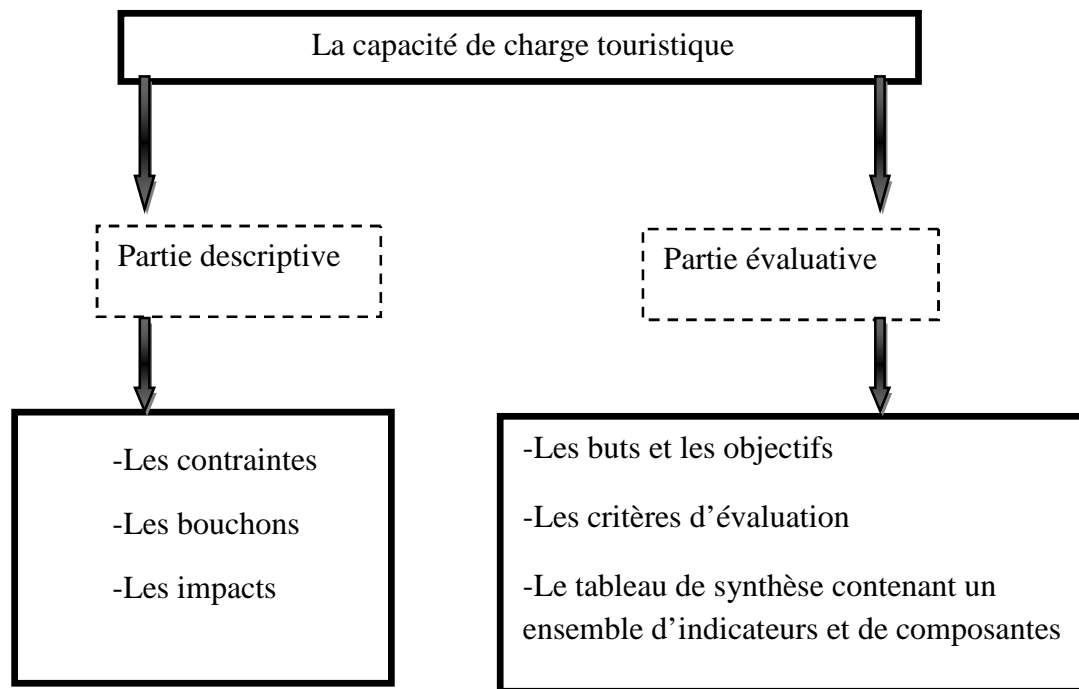 La capacité de charge touristique
Partie descriptive
Partie évaluative
-Les contraintes
-Les bouchons
-Les impacts
-Les buts et les objectifs
-Les critères d’évaluation
-Le tableau de synthèse contenant un
ensemble d’indicateurs et de composantes